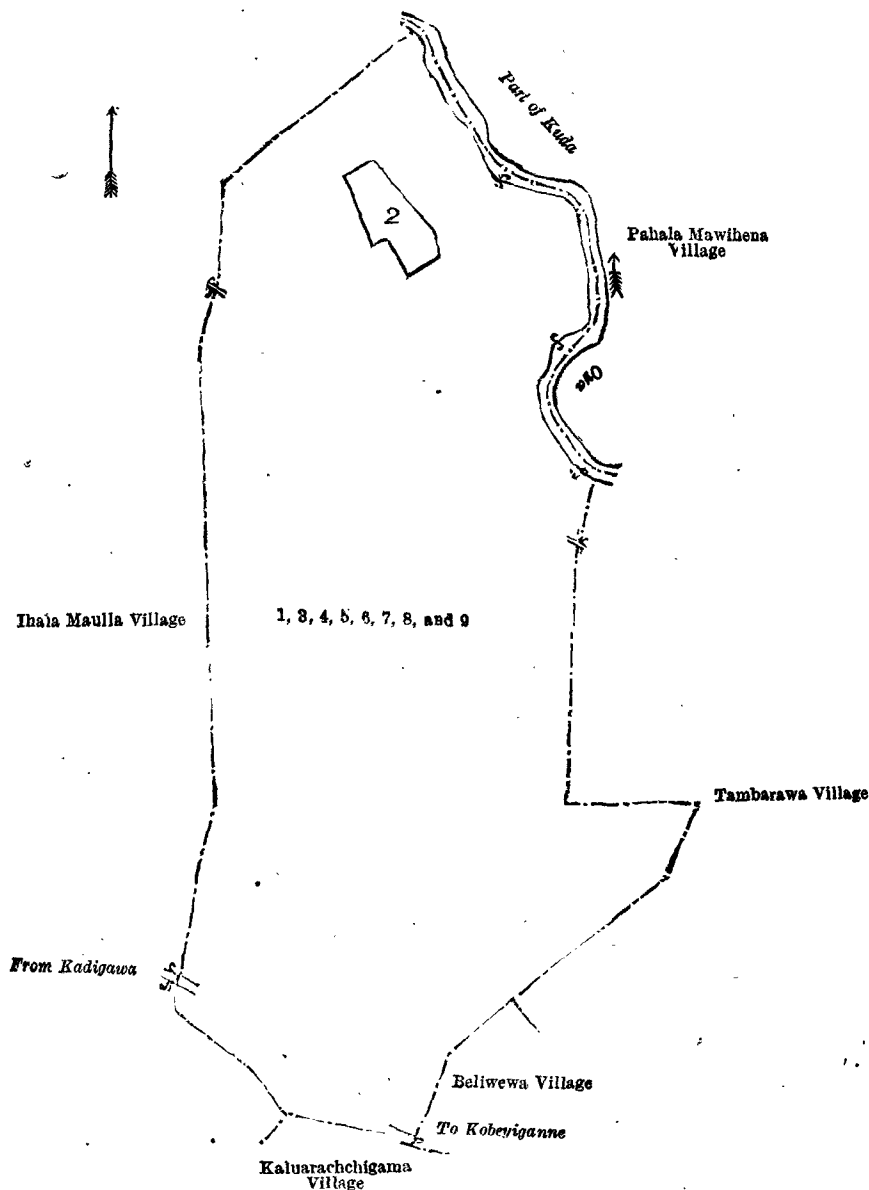 Part of Kuda
2
Pahala Mawihena
Village
Oya
Ihala Maulla Village
1, 3, 4, 5, 6, 7, 8, and 9
Tambarawa Village
From Kadigawa
Beliwewa Village
To Kobeyiganne
Kaluarachchigama
Village